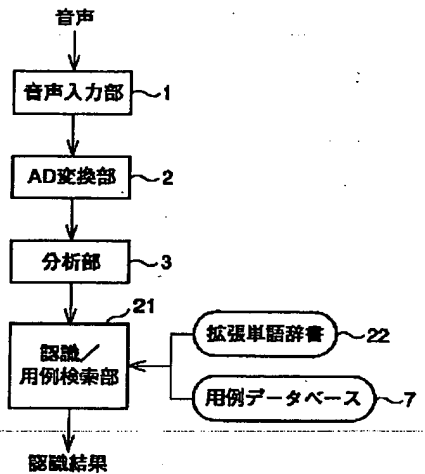 音声
音声入力部
1
AD変換部
2
分析部
3
21
認識/
用例検索部
拡張単語辞書
22
用例データベース
7
認識結果